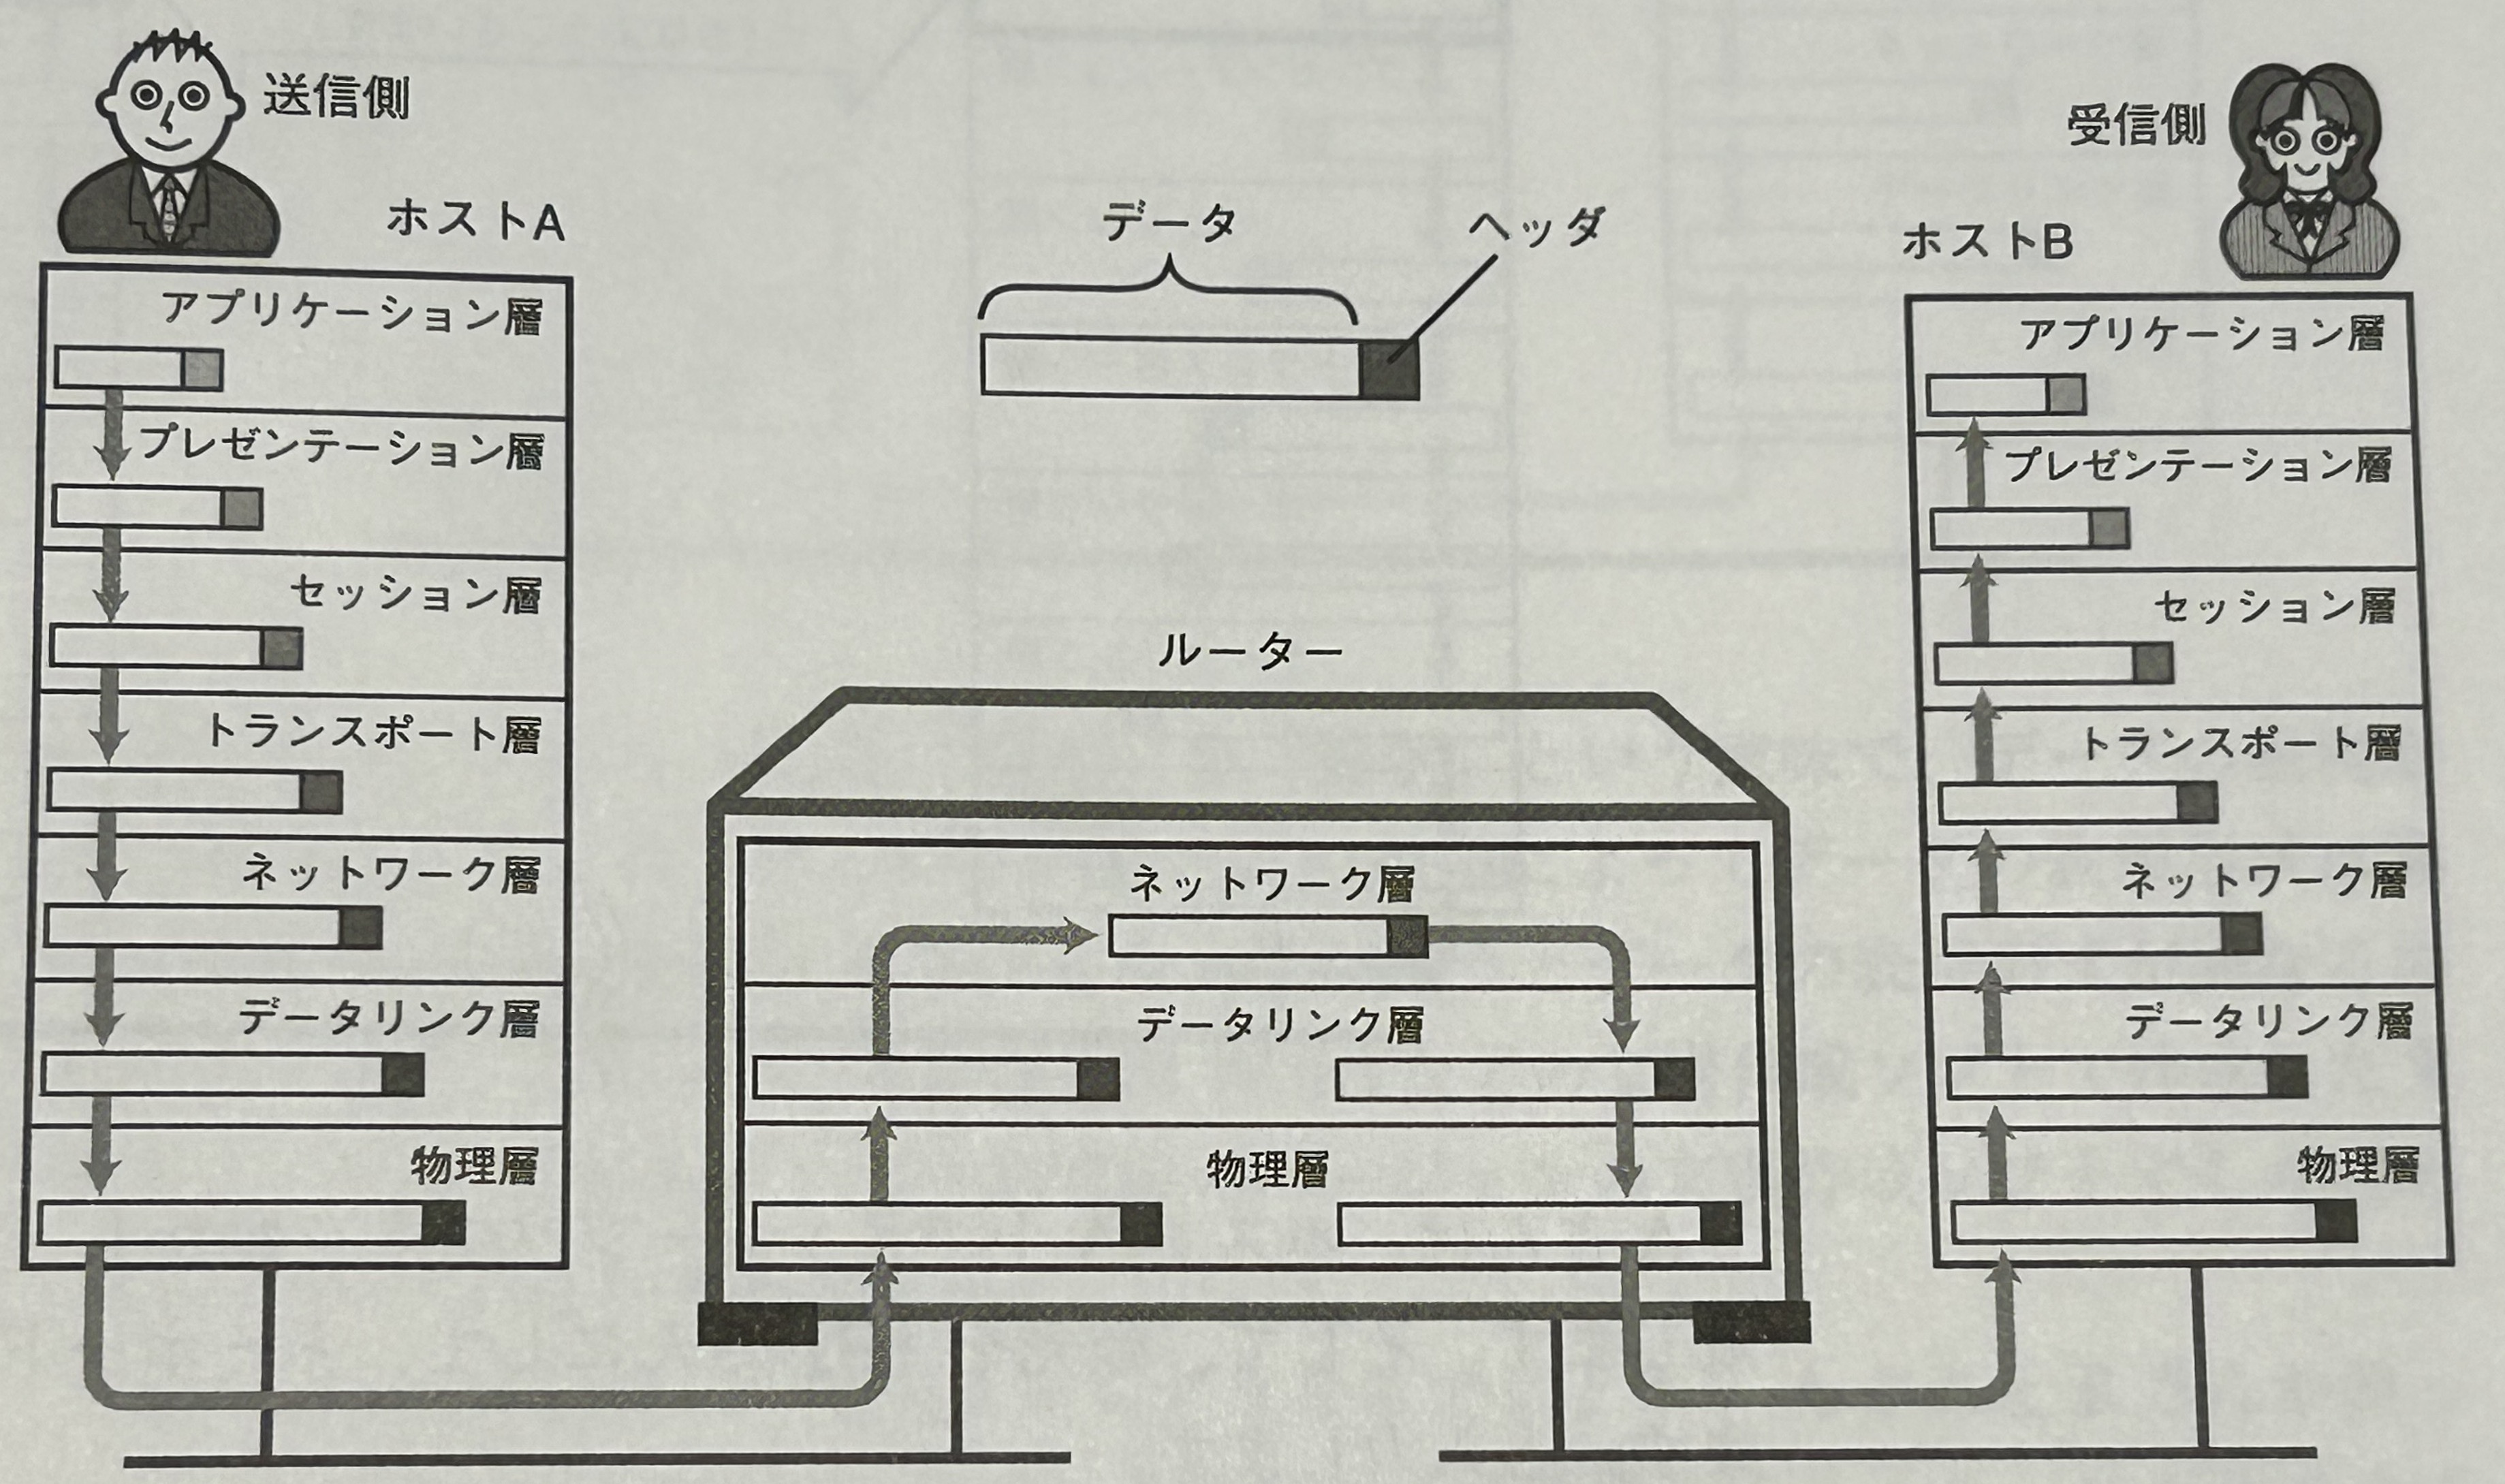 送信側
ホストA
アプリケーション層
プレゼンテーション層
セッション層
トランスポート層
ネットワーク層
データリンク層
物理層
データ
ヘッダ
ルーター
ネットワーク層
データリンク層
物理層
受信側
ホストB
アプリケーション層
プレゼンテーション層
セッション層
トランスポート層
ネットワーク層
データリンク層
物理層